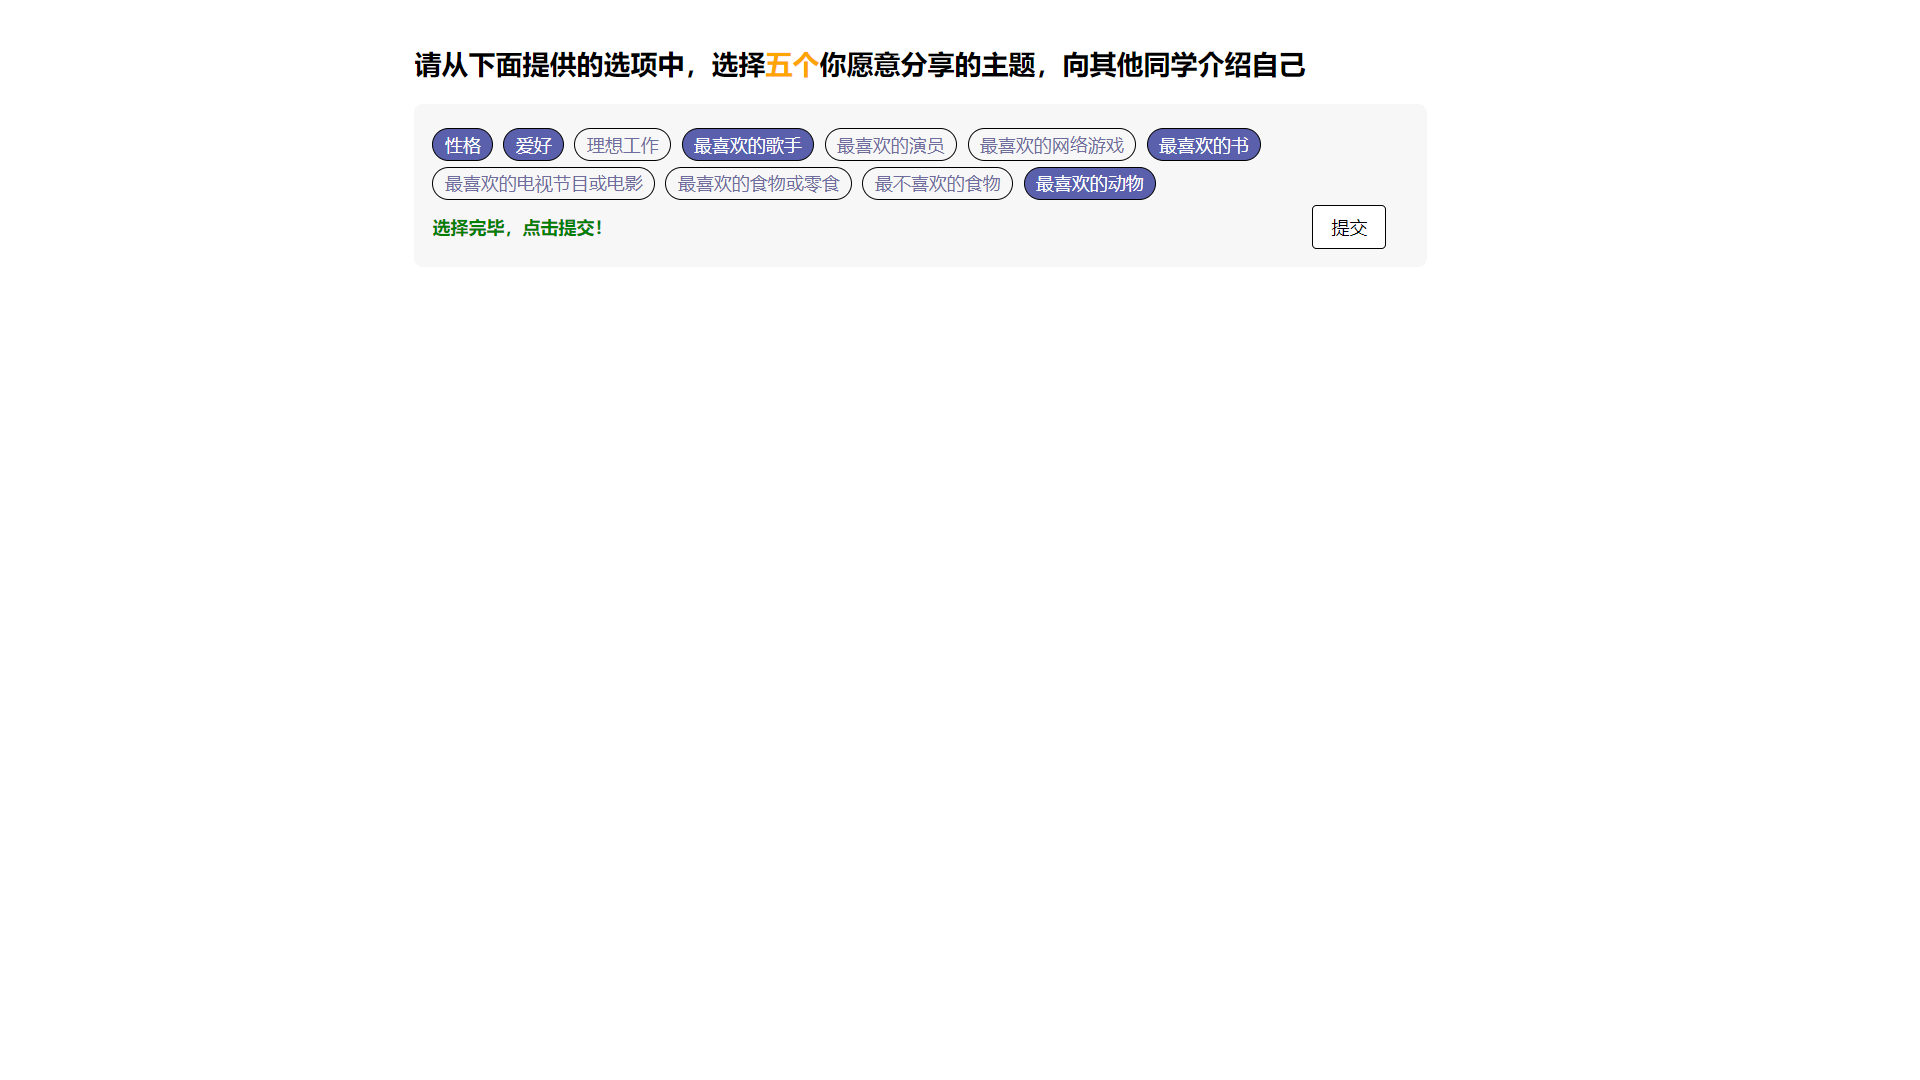 请从下面提供的选项中，选择五个你愿意分享的主题，向其他同学介绍自己
性格 爱好 理想工作 最喜欢的歌手 最喜欢的演员 最喜欢的网络游戏 最喜欢的书
最喜欢的电视节目或电影 最喜欢的食物或零食 最不喜欢的食物 最喜欢的动物
选择完毕，点击提交！ 提交